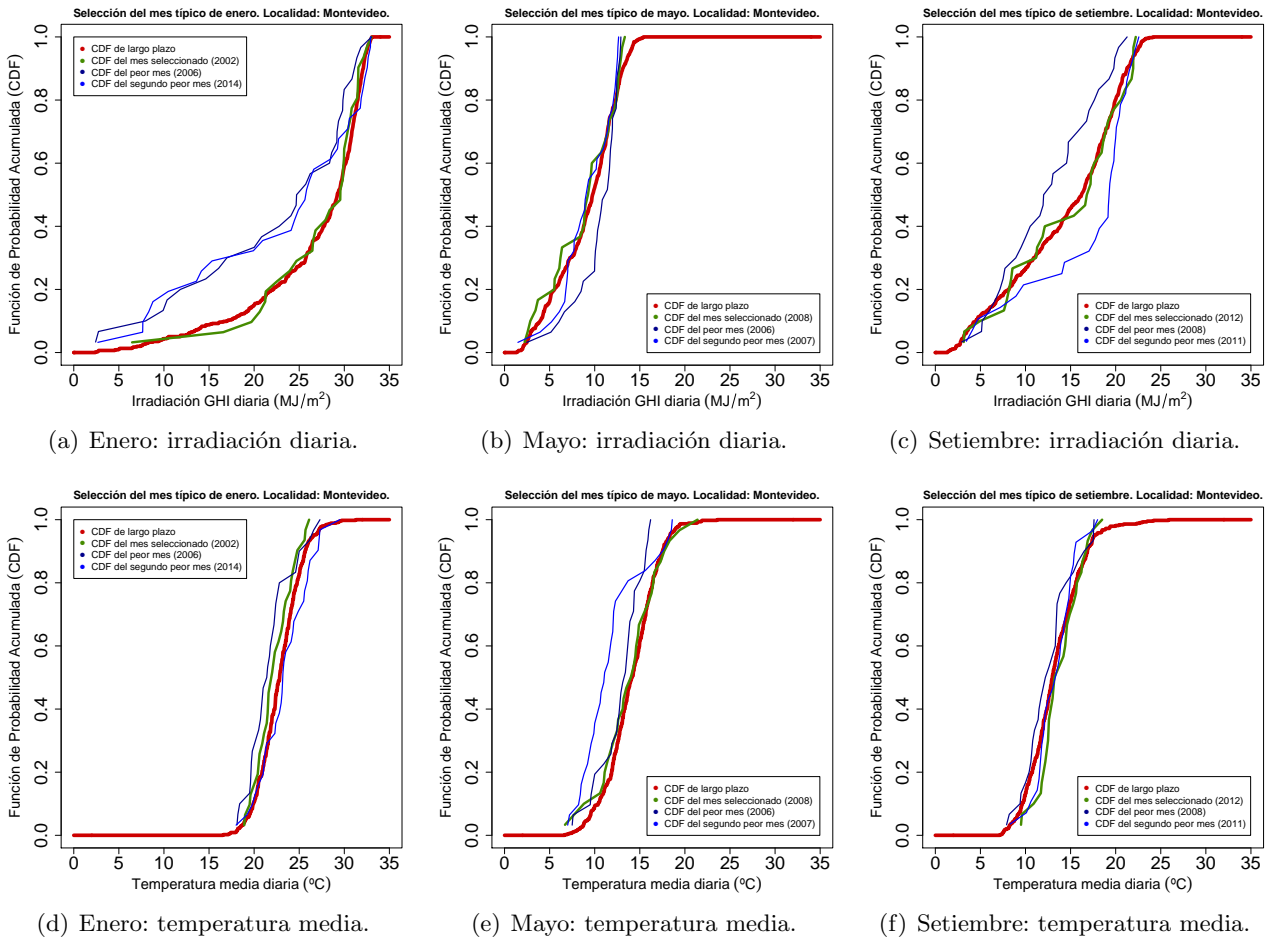 Selección del mes típico de enero. Localidad: Montevideo.
Función de Probabilidad Acumulada (CDF)
1.0
0.8
0.6
0.4
0.2
0.0
CDF de largo plazo
CDF del mes seleccionado (2002)
CDF del peor mes (2006)
CDF del segundo peor mes (2014)
0 5 10 15 20 25 30 35
Irradiación GHI diaria (MJ/m²)
(a) Enero: irradiación diaria.
Selección del mes típico de mayo. Localidad: Montevideo.
Función de Probabilidad Acumulada (CDF)
1.0
0.8
0.6
0.4
0.2
0.0
CDF de largo plazo
CDF del mes seleccionado (2008)
CDF del peor mes (2006)
CDF del segundo peor mes (2007)
0 5 10 15 20 25 30 35
Irradiación GHI diaria (MJ/m²)
(b) Mayo: irradiación diaria.
Selección del mes típico de setiembre. Localidad: Montevideo.
Función de Probabilidad Acumulada (CDF)
1.0
0.8
0.6
0.4
0.2
0.0
CDF de largo plazo
CDF del mes seleccionado (2012)
CDF del peor mes (2008)
CDF del segundo peor mes (2011)
0 5 10 15 20 25 30 35
Irradiación GHI diaria (MJ/m²)
(c) Setiembre: irradiación diaria.
Selección del mes típico de enero. Localidad: Montevideo.
Función de Probabilidad Acumulada (CDF)
1.0
0.8
0.6
0.4
0.2
0.0
CDF de largo plazo
CDF del mes seleccionado (2002)
CDF del peor mes (2006)
CDF del segundo peor mes (2014)
0 5 10 15 20 25 30 35
Temperatura media diaria (ºC)
(d) Enero: temperatura media.
Selección del mes típico de mayo. Localidad: Montevideo.
Función de Probabilidad Acumulada (CDF)
1.0
0.8
0.6
0.4
0.2
0.0
CDF de largo plazo
CDF del mes seleccionado (2008)
CDF del peor mes (2006)
CDF del segundo peor mes (2007)
0 5 10 15 20 25 30 35
Temperatura media diaria (ºC)
(e) Mayo: temperatura media.
Selección del mes típico de setiembre. Localidad: Montevideo.
Función de Probabilidad Acumulada (CDF)
1.0
0.8
0.6
0.4
0.2
0.0
CDF de largo plazo
CDF del mes seleccionado (2012)
CDF del peor mes (2008)
CDF del segundo peor mes (2011)
0 5 10 15 20 25 30 35
Temperatura media diaria (ºC)
(f) Setiembre: temperatura media.